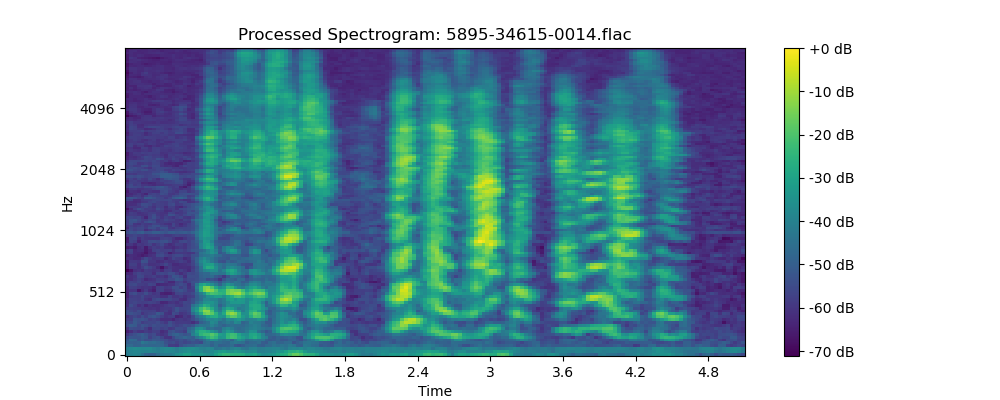 Processed Spectrogram: 5895-34615-0014.flac
Hz
4096
2048
1024
512
0
0 0.6 1.2 1.8 2.4 3 3.6 4.2 4.8
Time
+0 dB
-10 dB
-20 dB
-30 dB
-40 dB
-50 dB
-60 dB
-70 dB